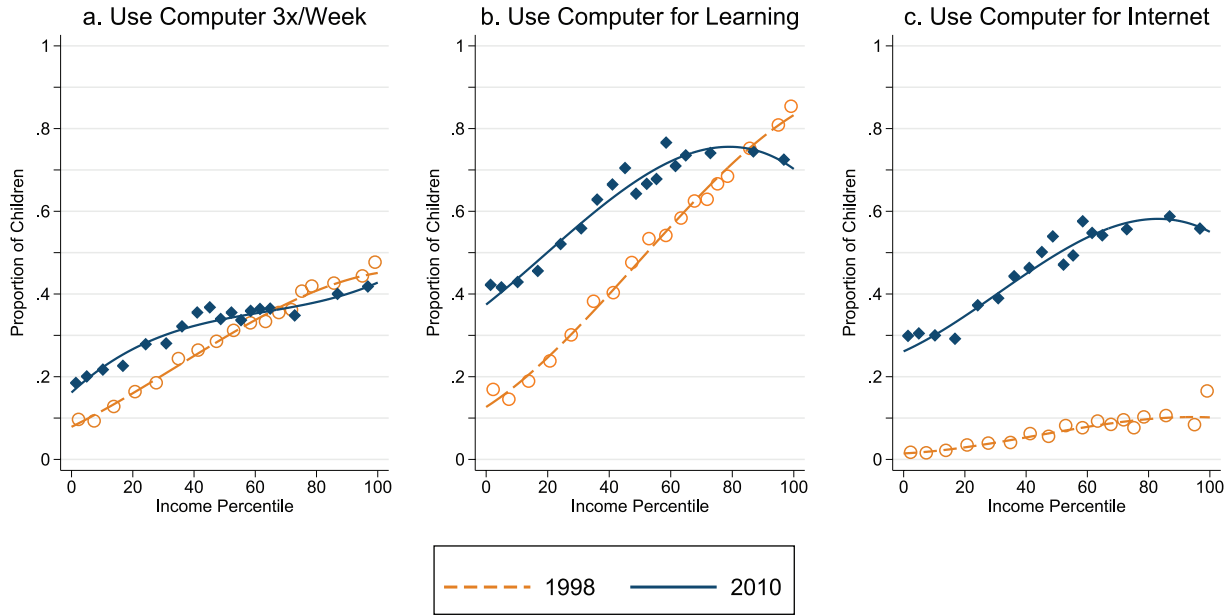 a. Use Computer 3x/Week
b. Use Computer for Learning
c. Use Computer for Internet
Proportion of Children
1
.8
.6
.4
.2
0
0 20 40 60 80 100
Income Percentile
Proportion of Children
1
.8
.6
.4
.2
0
0 20 40 60 80 100
Income Percentile
Proportion of Children
1
.8
.6
.4
.2
0
0 20 40 60 80 100
Income Percentile
1998 2010